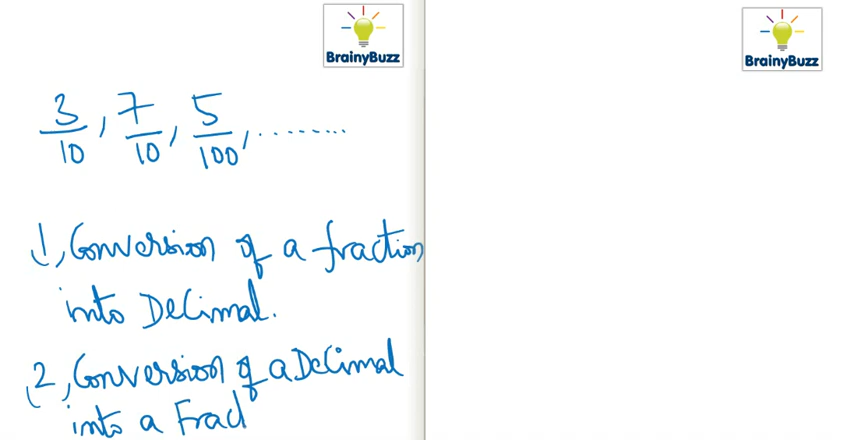 BrainyBuzz
BrainyBuzz
3/10, 7/10, 5/100, .........
1, Conversion of a fraction
into Decimal.
2, Conversion of a Decimal
into a Frac